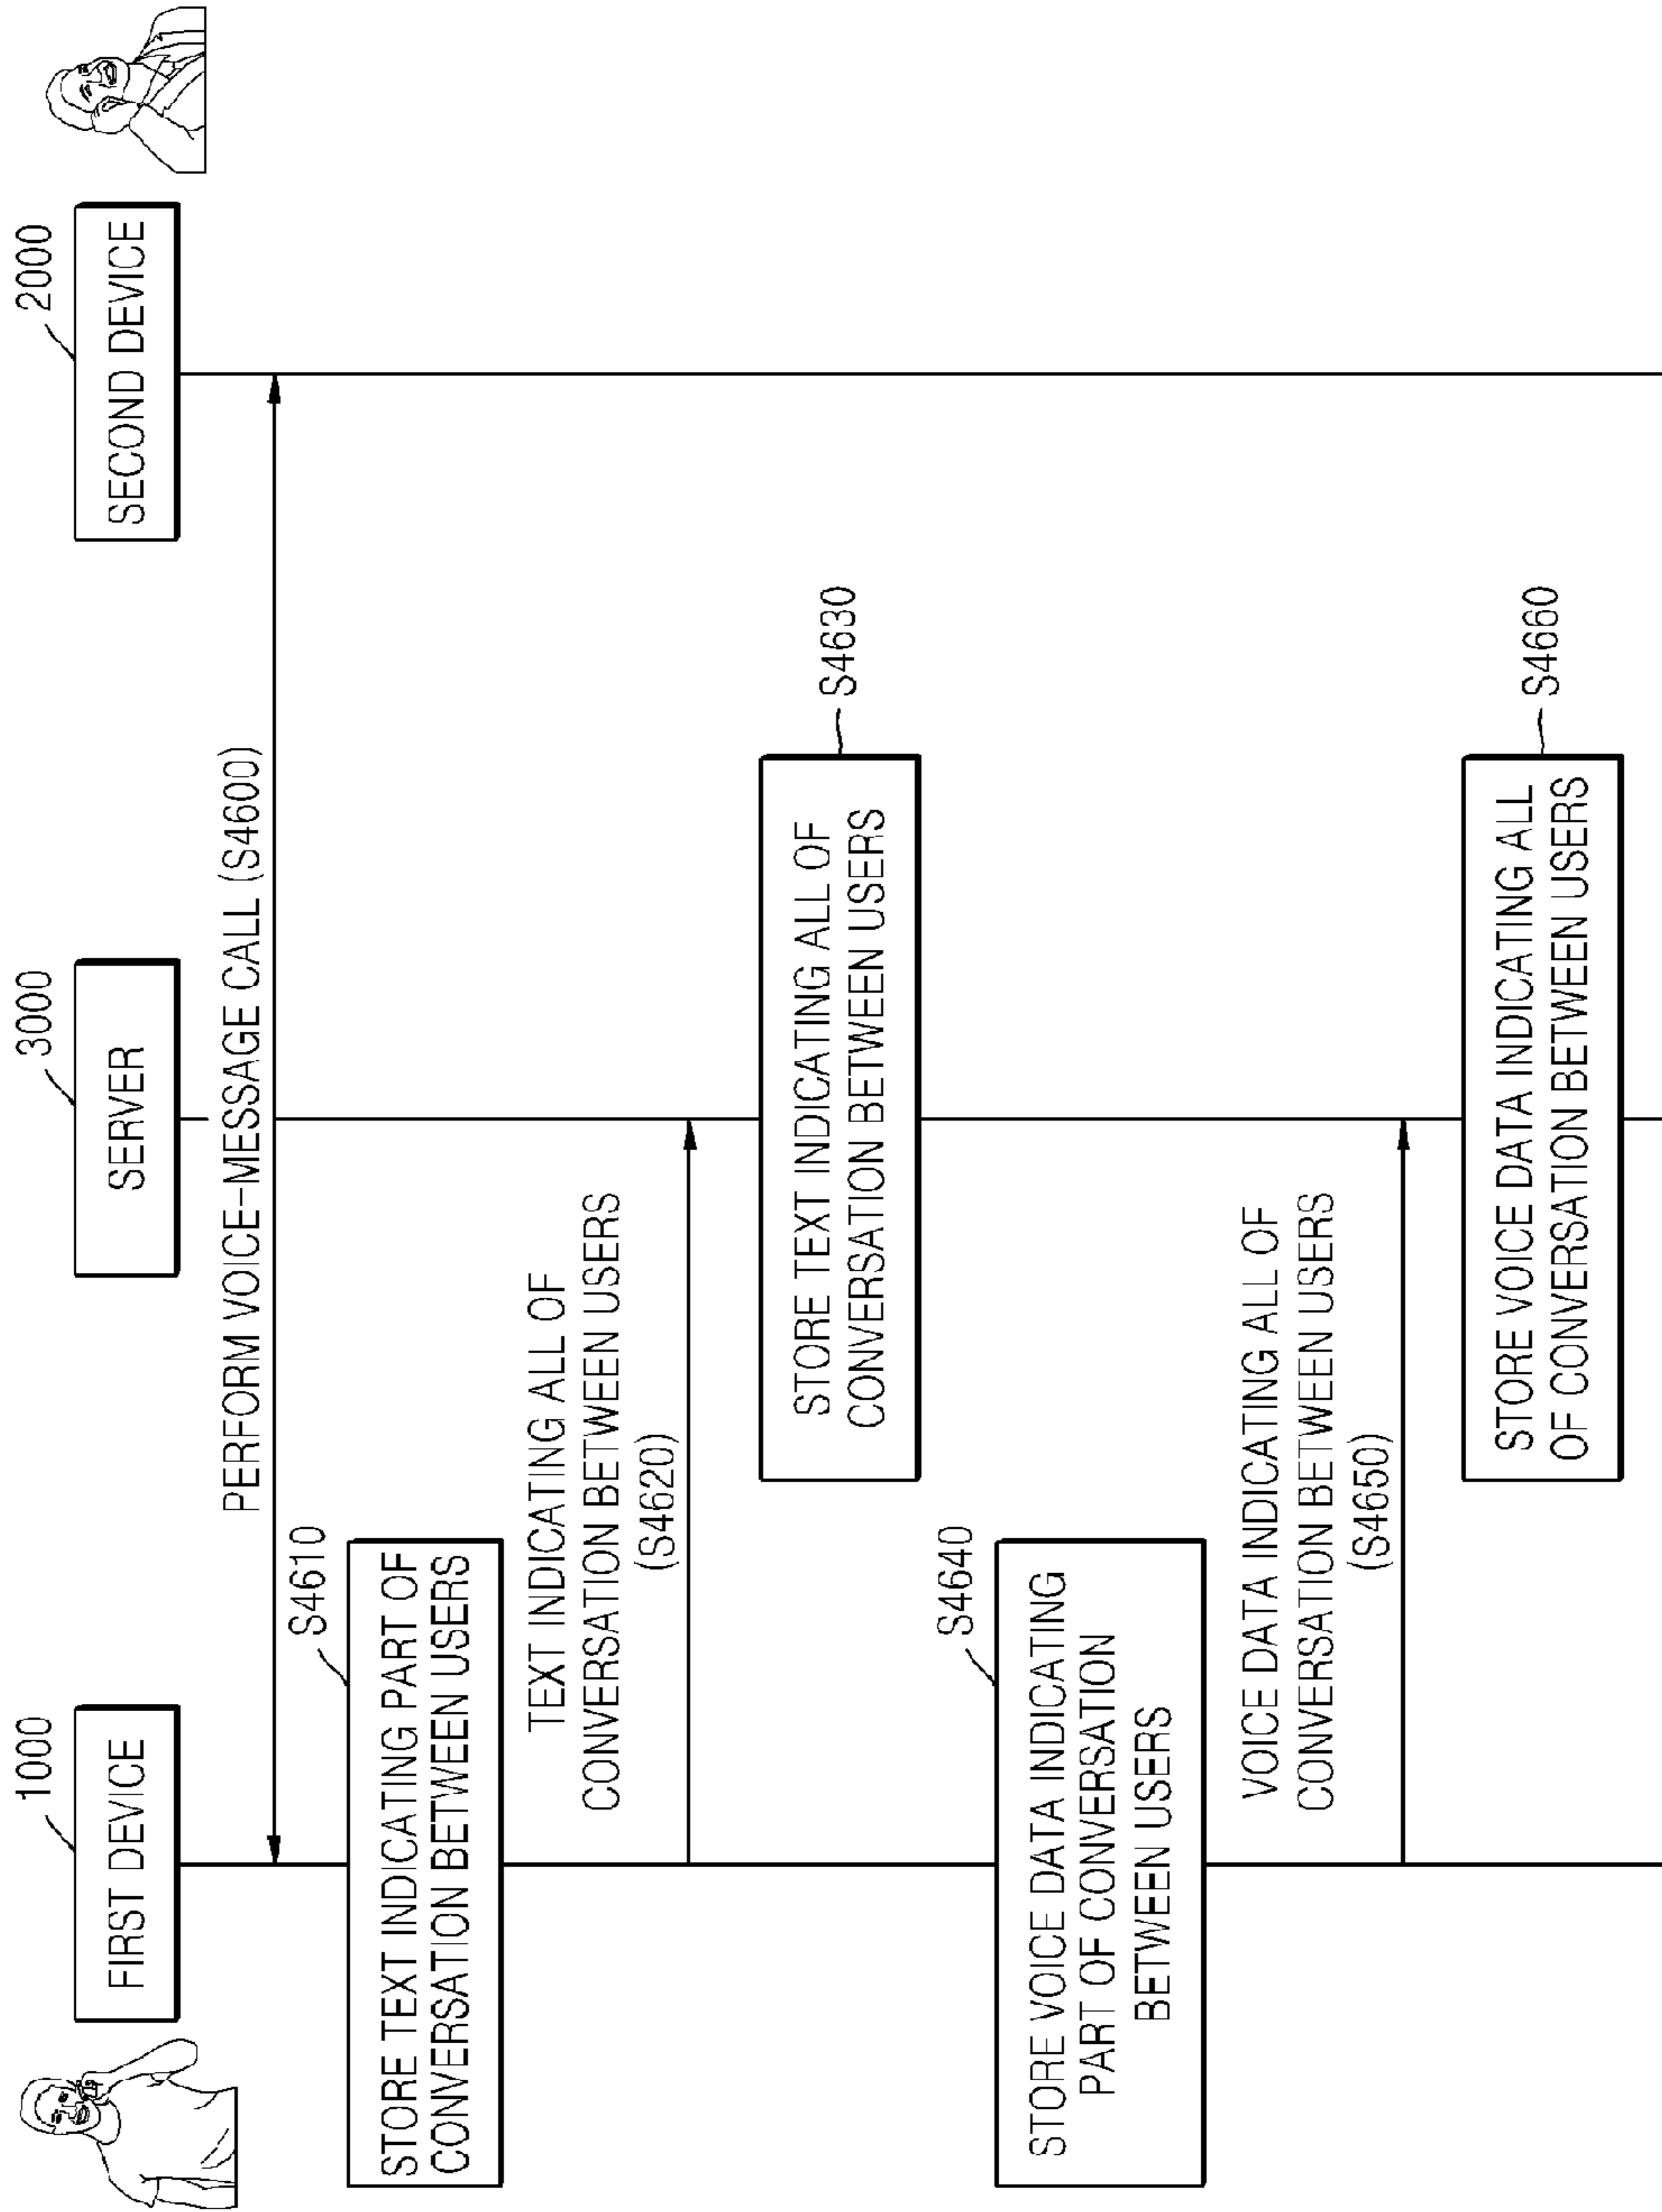 1000
3000
2000
FIRST DEVICE
SERVER
SECOND DEVICE
PERFORM VOICE-MESSAGE CALL (S4600)
S4610
STORE TEXT INDICATING PART OF
CONVERSATION BETWEEN USERS
TEXT INDICATING ALL OF
CONVERSATION BETWEEN USERS
(S4620)
STORE TEXT INDICATING ALL OF
CONVERSATION BETWEEN USERS
S4630
S4640
STORE VOICE DATA INDICATING
PART OF CONVERSATION
BETWEEN USERS
VOICE DATA INDICATING ALL OF
CONVERSATION BETWEEN USERS
(S4650)
STORE VOICE DATA INDICATING ALL
OF CONVERSATION BETWEEN USERS
S4660